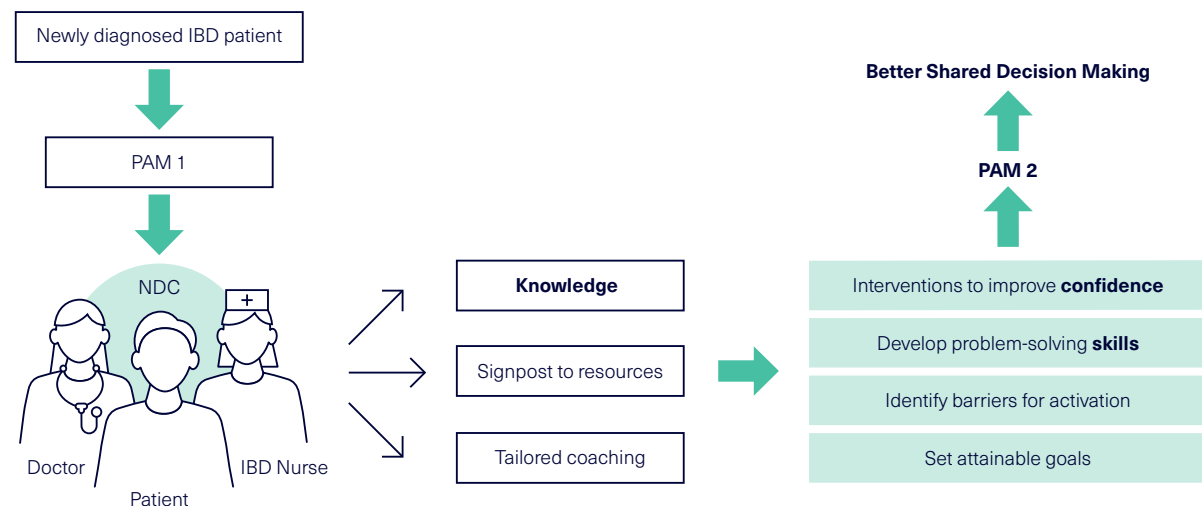 Newly diagnosed IBD patient
PAM 1
NDC
Doctor
IBD Nurse
Patient
Knowledge
Signpost to resources
Tailored coaching
Better Shared Decision Making
PAM 2
Interventions to improve confidence
Develop problem-solving skills
Identify barriers for activation
Set attainable goals